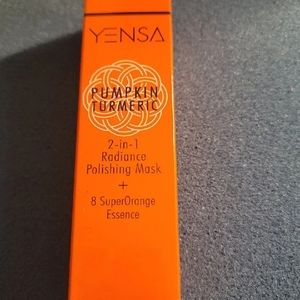 YENSA
PUMPKIN
TURMERIC
2-in-1
Radiance
Polishing Mask
+
8 SuperOrange
Essence